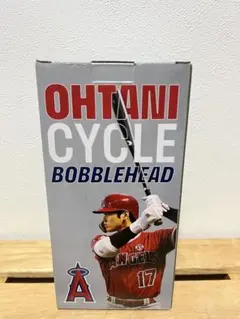 OHTANI
CYCLE
BOBBLEHEAD
ANGELS
17
A